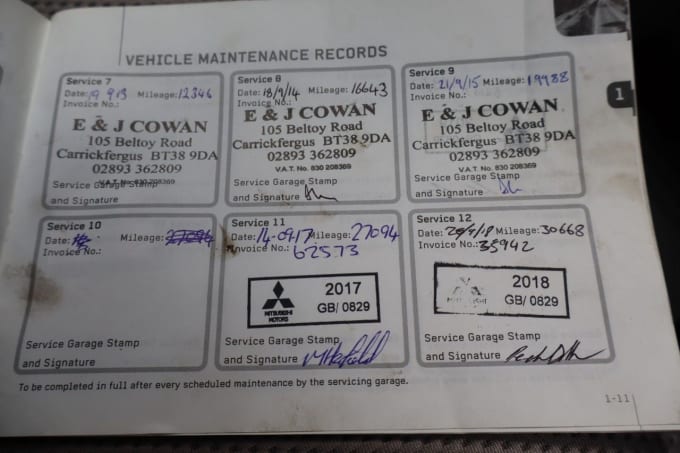 VEHICLE MAINTENANCE RECORDS
Service 7
Date: 19 9 13 Mileage: 12346
Invoice No.:
E & J COWAN
105 Beltoy Road
Carrickfergus BT38 9DA
02893 362809
V.A.T. No. 830 208369
Service Garage Stamp
and Signature
Service 8
Date: 18/9/14 Mileage: 16643
Invoice No.:
E & J COWAN
105 Beltoy Road
Carrickfergus BT38 9DA
02893 362809
V.A.T. No. 830 208369
Service Garage Stamp
and Signature
Service 9
Date: 21/9/15 Mileage: 19988
Invoice No.:
E & J COWAN
105 Beltoy Road
Carrickfergus BT38 9DA
02893 362809
V.A.T. No. 830 208369
Service Garage Stamp
and Signature
1
Service 10
Date: Mileage: 27094
Invoice No.:
Service Garage Stamp
and Signature
Service 11
Date: 14-09-17 Mileage: 27094
Invoice No.: 62573
MITSUBISHI
MOTORS
2017
GB/ 0829
Service Garage Stamp
and Signature
Service 12
Date: Mileage: 30668
Invoice No.: 35942
2018
GB/ 0829
Service Garage Stamp
and Signature
To be completed in full after every scheduled maintenance by the servicing garage.
1-11